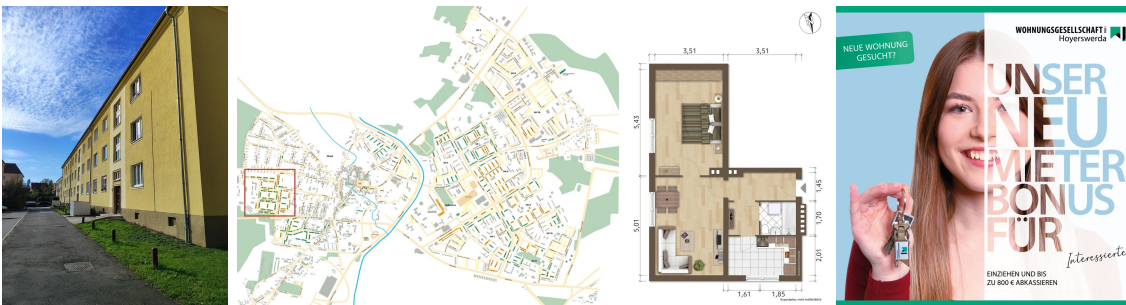 3,51
3,51
5,43
5,01
1,45
1,70
2,01
1,61
1,85
NEUE WOHNUNG
GESUCHT?
WOHNUNGSGESELLSCHAFT
Hoyerswerda
UNSER
NEU
MIETER
BONUS
FÜR
Interessierte
EINZIEHEN UND BIS
ZU 800 € ABKASSIEREN